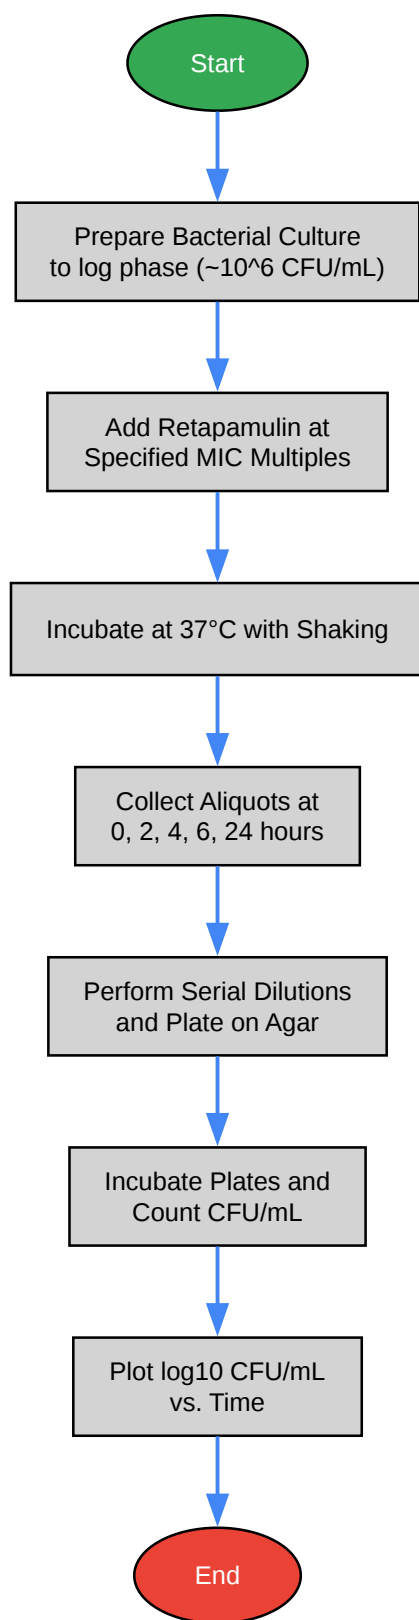 Start
Prepare Bacterial Culture
to log phase (~10^6 CFU/mL)
Add Retapamulin at
Specified MIC Multiples
Incubate at 37°C with Shaking
Collect Aliquots at
0, 2, 4, 6, 24 hours
Perform Serial Dilutions
and Plate on Agar
Incubate Plates and
Count CFU/mL
Plot log10 CFU/mL
vs. Time
End